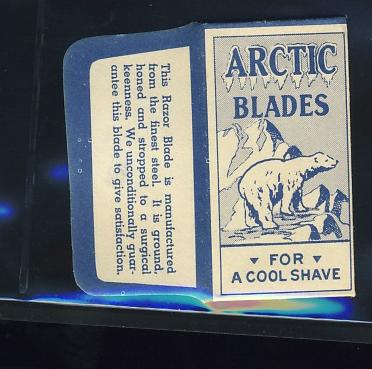 ARCTIC
BLADES
FOR
A COOL SHAVE
This Razor Blade is manufactured
from the finest steel. It is ground,
honed and stropped to a surgical
keenness. We unconditionally guar-
antee this blade to give satisfaction.